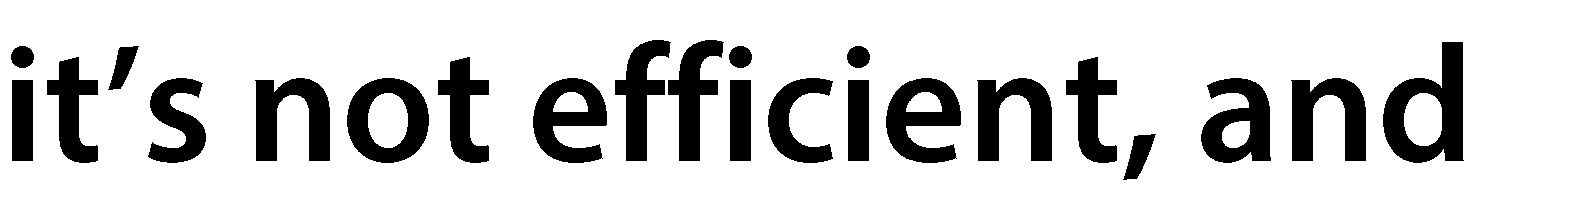 it’s not efficient, and